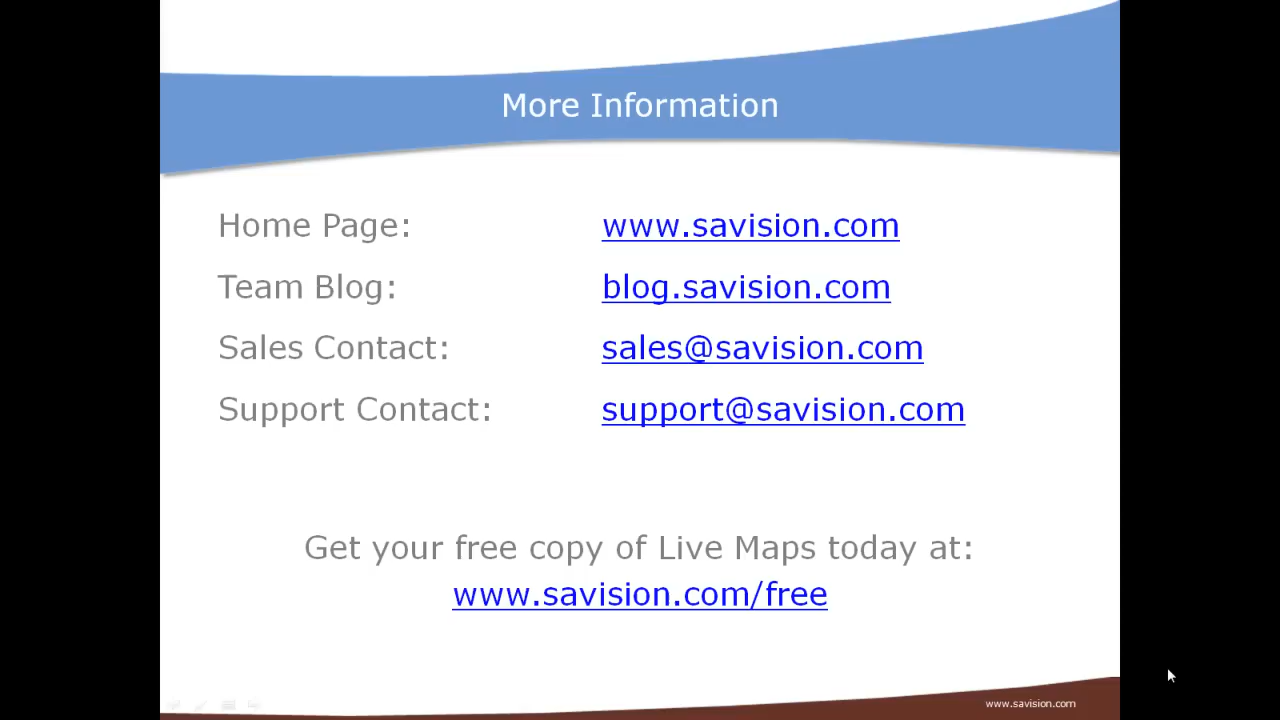 More Information
Home Page: www.savision.com
Team Blog: blog.savision.com
Sales Contact: sales@savision.com
Support Contact: support@savision.com
Get your free copy of Live Maps today at:
www.savision.com/free
www.savision.com